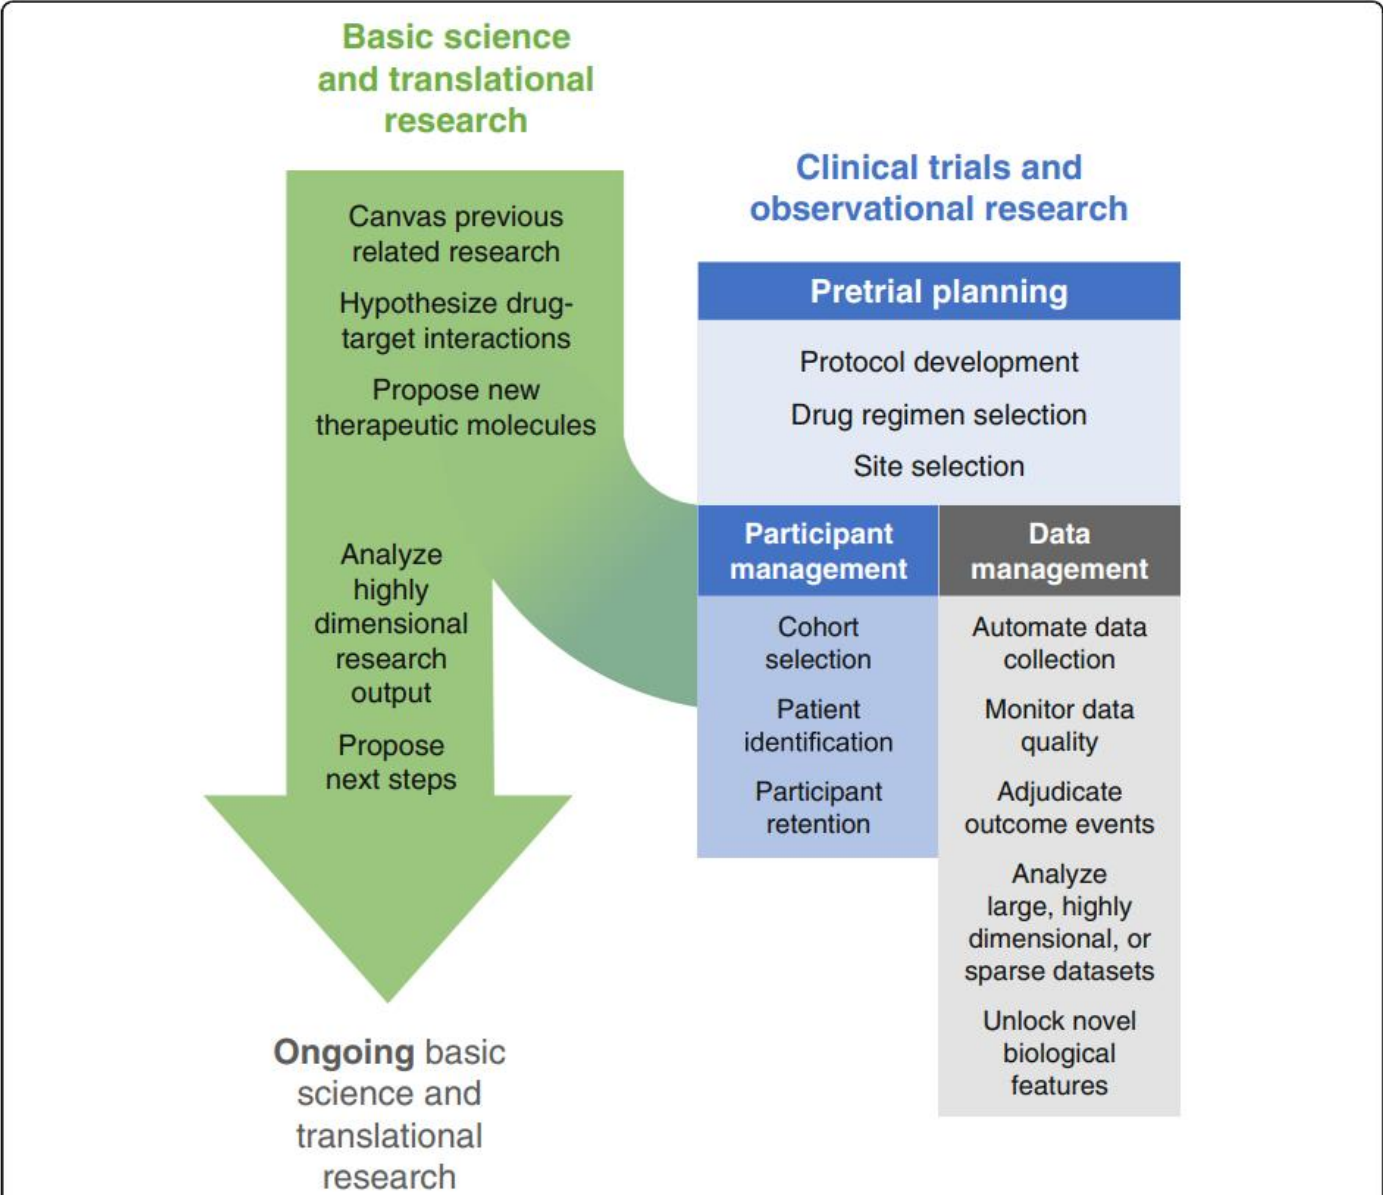 Basic science
and translational
research
Canvas previous
related research
Hypothesize drug-
target interactions
Propose new
therapeutic molecules
Analyze
highly
dimensional
research
output
Propose
next steps
Ongoing basic
science and
translational
research
Clinical trials and
observational research
Pretrial planning
Protocol development
Drug regimen selection
Site selection
Participant
management
Cohort
selection
Patient
identification
Participant
retention
Data
management
Automate data
collection
Monitor data
quality
Adjudicate
outcome events
Analyze
large, highly
dimensional, or
sparse datasets
Unlock novel
biological
features